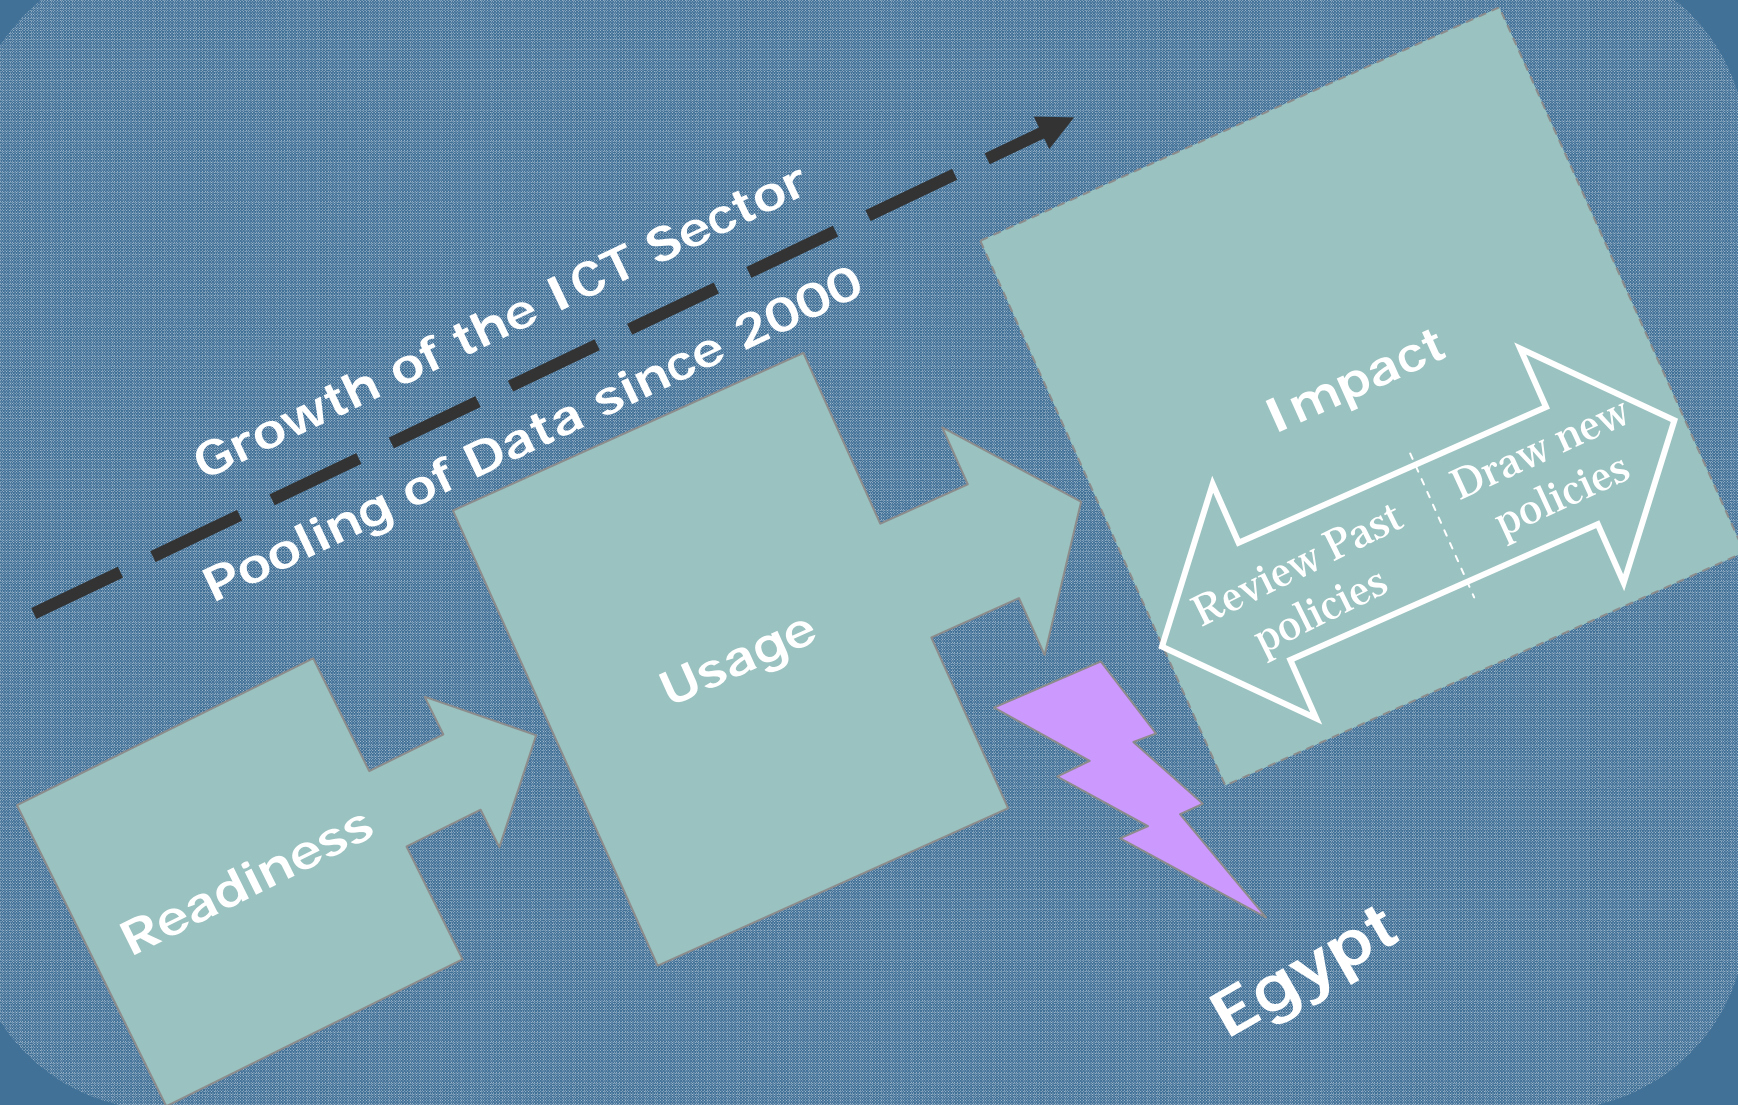 Growth of the ICT Sector
Pooling of Data since 2000
Readiness
Usage
Impact
Review Past
policies
Draw new
policies
Egypt